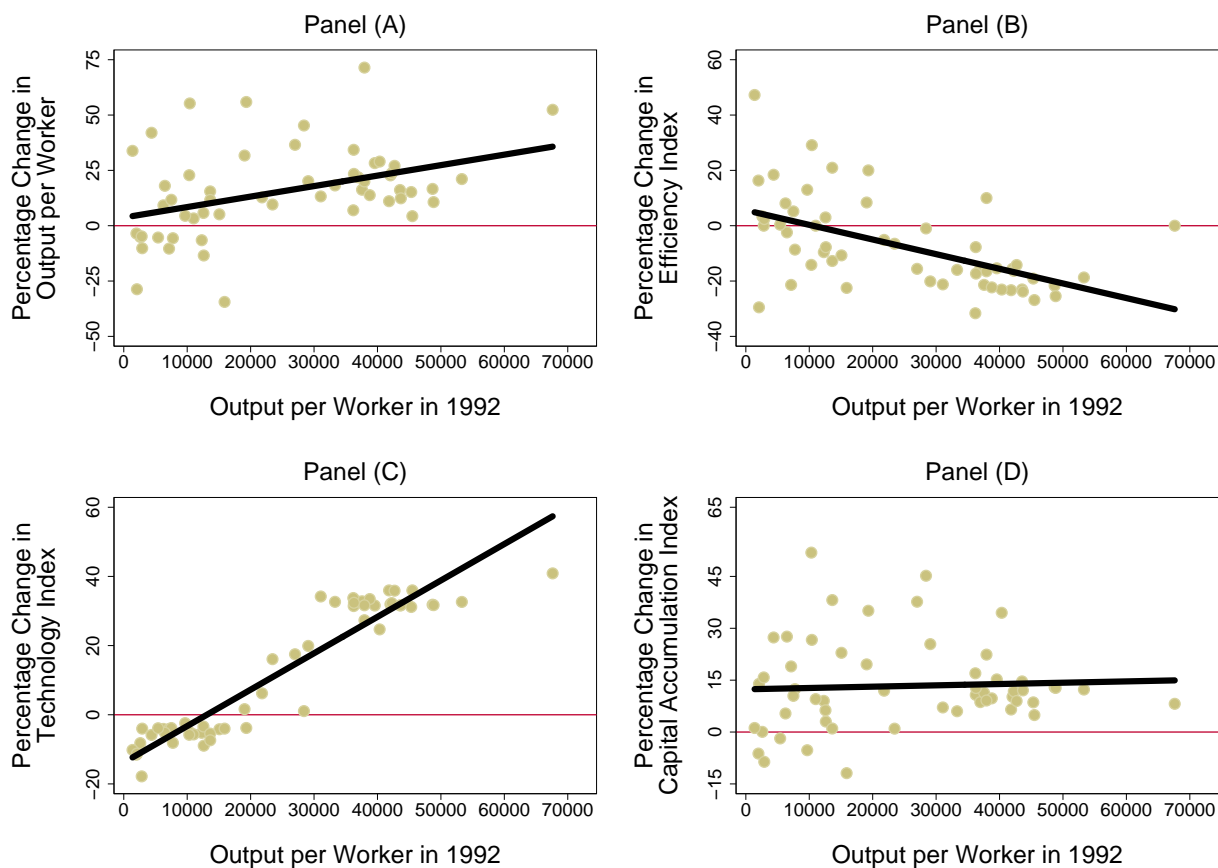 Panel (A)
Percentage Change in
Output per Worker
75
50
25
0
−25
−50
0 10000 20000 30000 40000 50000 60000 70000
Output per Worker in 1992
Panel (B)
Percentage Change in
Efficiency Index
60
40
20
0
−20
−40
0 10000 20000 30000 40000 50000 60000 70000
Output per Worker in 1992
Panel (C)
Percentage Change in
Technology Index
60
40
20
0
−20
0 10000 20000 30000 40000 50000 60000 70000
Output per Worker in 1992
Panel (D)
Percentage Change in
Capital Accumulation Index
65
45
30
15
0
−15
0 10000 20000 30000 40000 50000 60000 70000
Output per Worker in 1992